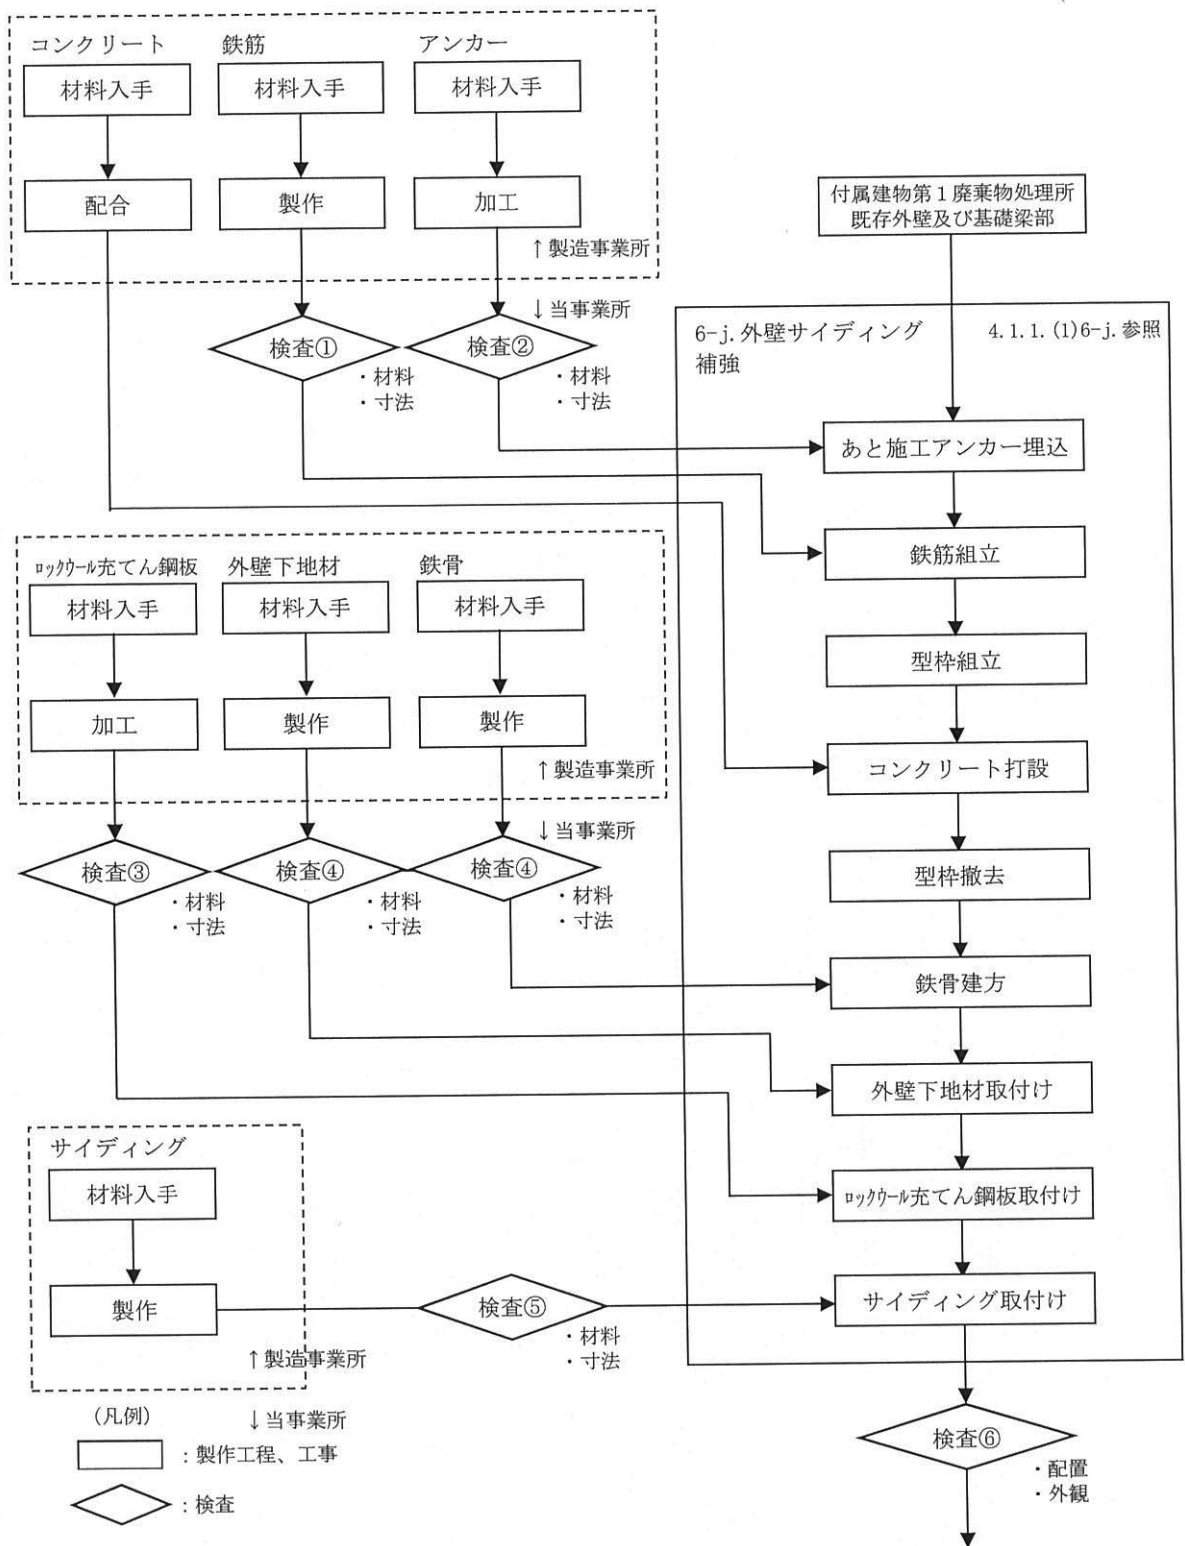 コンクリート
鉄筋
アンカー
材料入手
材料入手
材料入手
配合
製作
加工
↑製造事業所
↓当事業所
検査①
・材料
・寸法
検査②
・材料
・寸法
付属建物第1廃棄物処理所
既存外壁及び基礎梁部
6-j.外壁サイディング
補強
4.1.1.(1)6-j.参照
あと施工アンカー埋込
鉄筋組立
型枠組立
コンクリート打設
型枠撤去
鉄骨建方
外壁下地材取付け
ロックウール充てん鋼板取付け
サイディング取付け
ロックウール充てん鋼板
外壁下地材
鉄骨
材料入手
材料入手
材料入手
加工
製作
製作
↑製造事業所
↓当事業所
検査③
・材料
・寸法
検査④
・材料
・寸法
検査④
・材料
・寸法
サイディング
材料入手
製作
↑製造事業所
↓当事業所
検査⑤
・材料
・寸法
検査⑥
・配置
・外観
(凡例)
：製作工程、工事
：検査